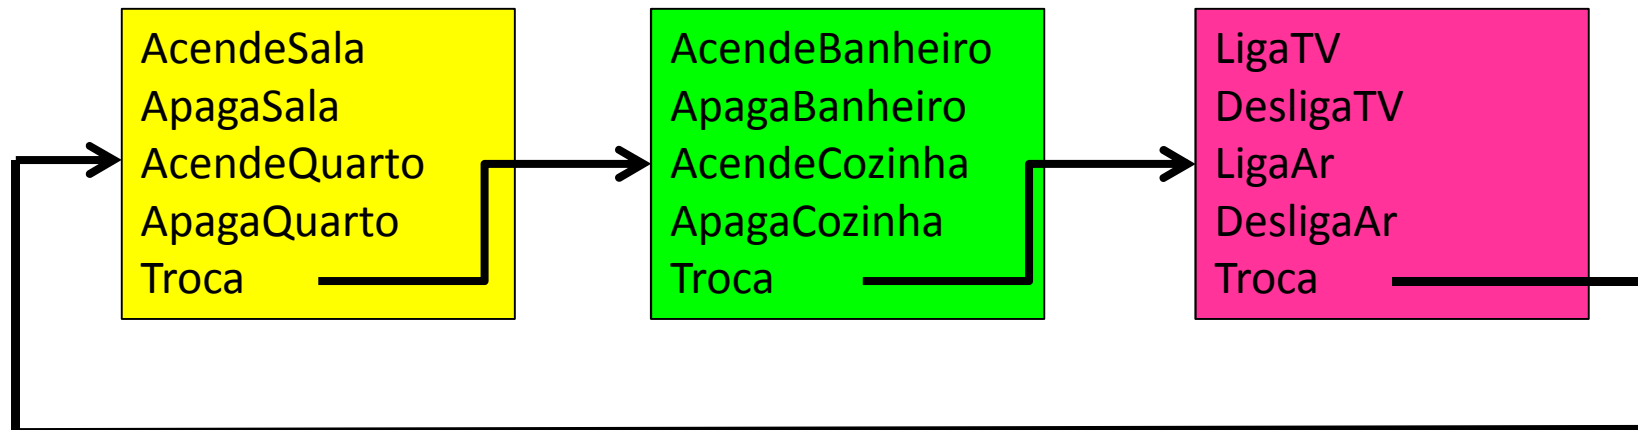 AcendeSala
ApagaSala
AcendeQuarto
ApagaQuarto
Troca
AcendeBanheiro
ApagaBanheiro
AcendeCozinha
ApagaCozinha
Troca
LigaTV
DesligaTV
LigaAr
DesligaAr
Troca